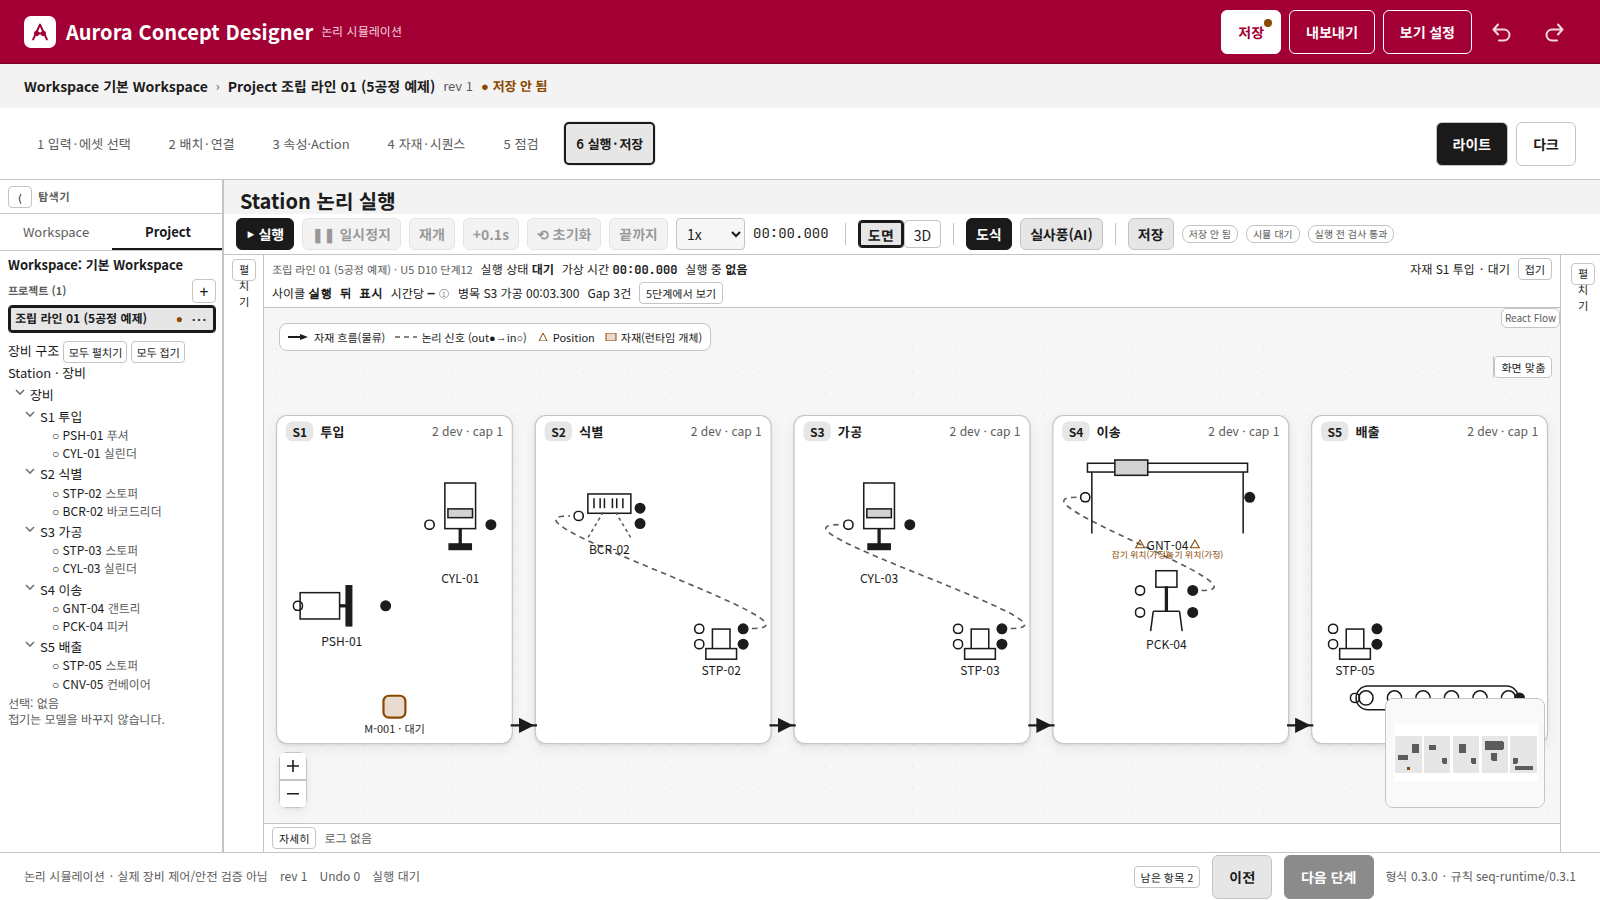 Aurora Concept Designer 논리 시뮬레이션
저장 내보내기 보기 설정
Workspace 기본 Workspace › Project 조립 라인 01 (5공정 예제) rev 1 ● 저장 안 됨
1 입력·에셋 선택 2 배치·연결 3 속성·Action 4 자재·시퀀스 5 점검 6 실행·저장
라이트 다크
⟨ 탐색기
Workspace Project
Workspace: 기본 Workspace
프로젝트 (1) +
조립 라인 01 (5공정 예제) ● ···
장비 구조 모두 펼치기 모두 접기
Station · 장비
장비
S1 투입
○ PSH-01 푸셔
○ CYL-01 실린더
S2 식별
○ STP-02 스토퍼
○ BCR-02 바코드리더
S3 가공
○ STP-03 스토퍼
○ CYL-03 실린더
S4 이송
○ GNT-04 갠트리
○ PCK-04 피커
S5 배출
○ STP-05 스토퍼
○ CNV-05 컨베이어
선택: 없음
접기는 모델을 바꾸지 않습니다.
Station 논리 실행
▶ 실행 ❚❚ 일시정지 재개 +0.1s ⟲ 초기화 끝까지 1x 00:00.000 도면 3D 도식 실사풍(AI) 저장 저장 안 됨 시뮬 대기 실행 전 검사 통과
펼치기
조립 라인 01 (5공정 예제) · U5 D10 단계12 실행 상태 대기 가상 시간 00:00.000 실행 중 없음
자재 S1 투입 · 대기 접기
사이클 실행 뒤 표시 시간당 — ⓘ 병목 S3 가공 00:03.300 Gap 3건 5단계에서 보기
펼치기
React Flow
자재 흐름(물류) 논리 신호 (out●→in○) Position 자재(런타임 개체)
화면 맞춤
S1 투입 2 dev · cap 1
CYL-01
PSH-01
M-001 · 대기
S2 식별 2 dev · cap 1
BCR-02
STP-02
S3 가공 2 dev · cap 1
CYL-03
STP-03
S4 이송 2 dev · cap 1
GNT-04
PCK-04
S5 배출 2 dev · cap 1
STP-05
자세히 로그 없음
논리 시뮬레이션 · 실제 장비 제어/안전 검증 아님 rev 1 Undo 0 실행 대기
남은 항목 2 이전 다음 단계 형식 0.3.0 · 규칙 seq-runtime/0.3.1